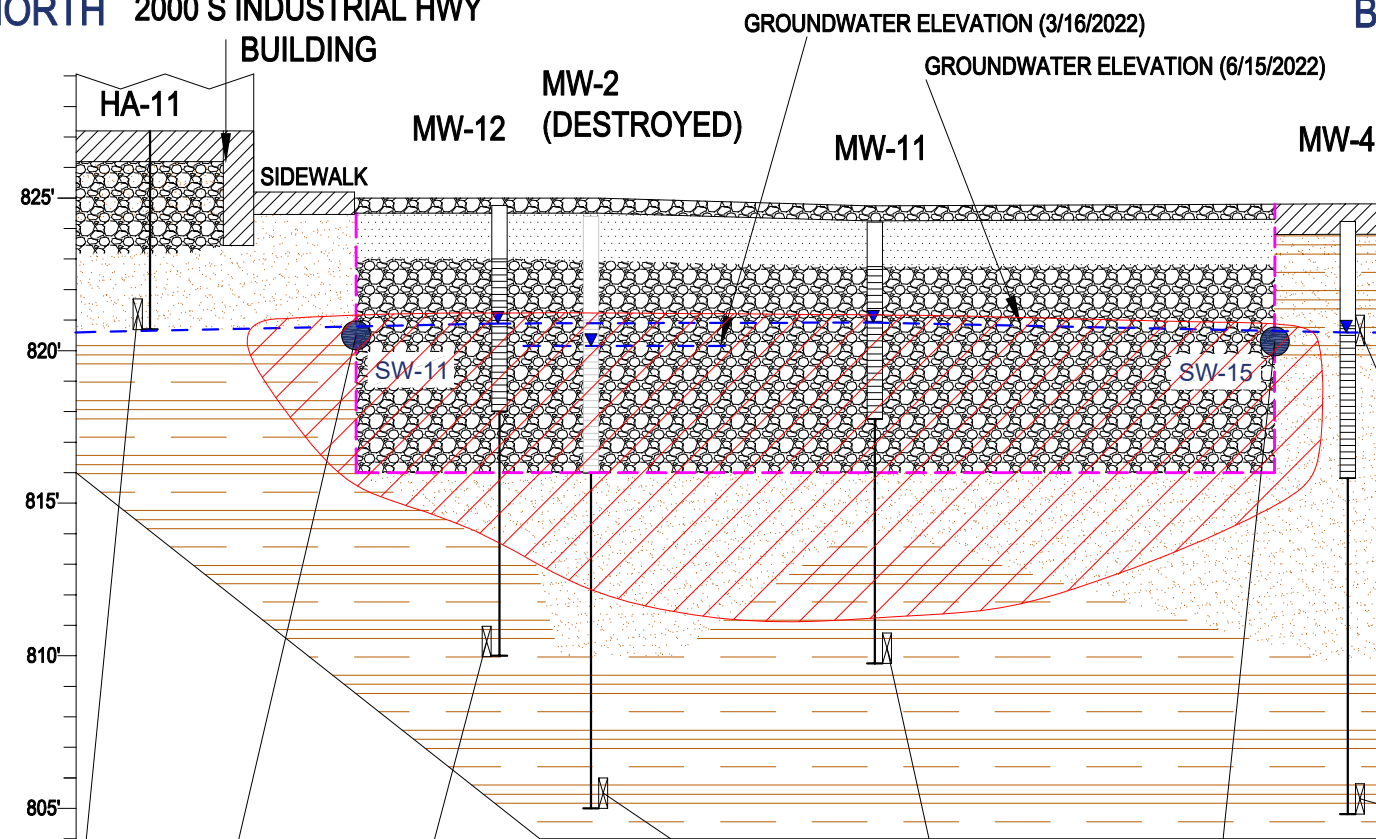 NORTH 2000 S INDUSTRIAL HWY
BUILDING
GROUNDWATER ELEVATION (3/16/2022)
B
GROUNDWATER ELEVATION (6/15/2022)
HA-11
MW-12
MW-2
(DESTROYED)
MW-11
MW-4
SIDEWALK
825'
820'
SW-11
SW-15
815'
810'
805'